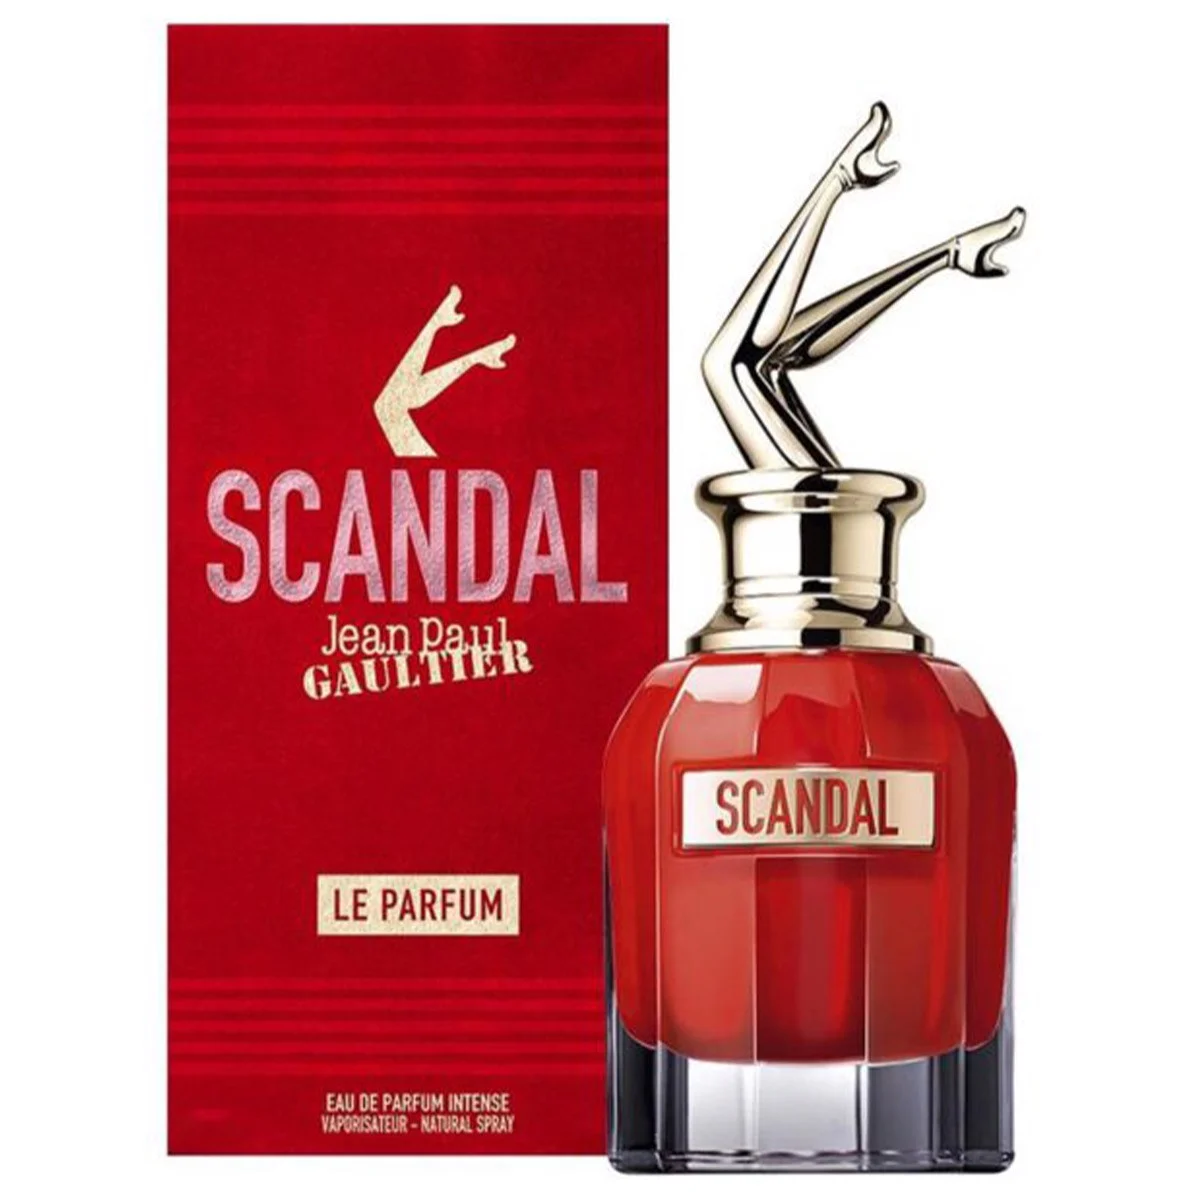 SCANDAL
Jean Paul
GAULTIER
LE PARFUM
EAU DE PARFUM INTENSE
VAPORISATEUR - NATURAL SPRAY
SCANDAL